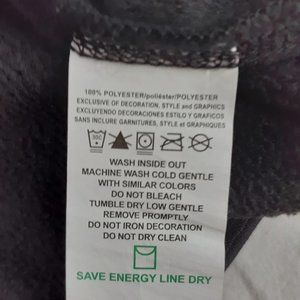 100% POLYESTER/poliéster/POLYESTER
EXCLUSIVE OF DECORATION, STYLE and GRAPHICS
EXCLUYENDO DECORACIONES ESTILO Y GRAFICOS
SANS INCLURE GARNITURES, STYLE et GRAPHIQUES
WASH INSIDE OUT
MACHINE WASH COLD GENTLE
WITH SIMILAR COLORS
DO NOT BLEACH
TUMBLE DRY LOW GENTLE
REMOVE PROMPTLY
DO NOT IRON DECORATION
DO NOT DRY CLEAN
SAVE ENERGY LINE DRY